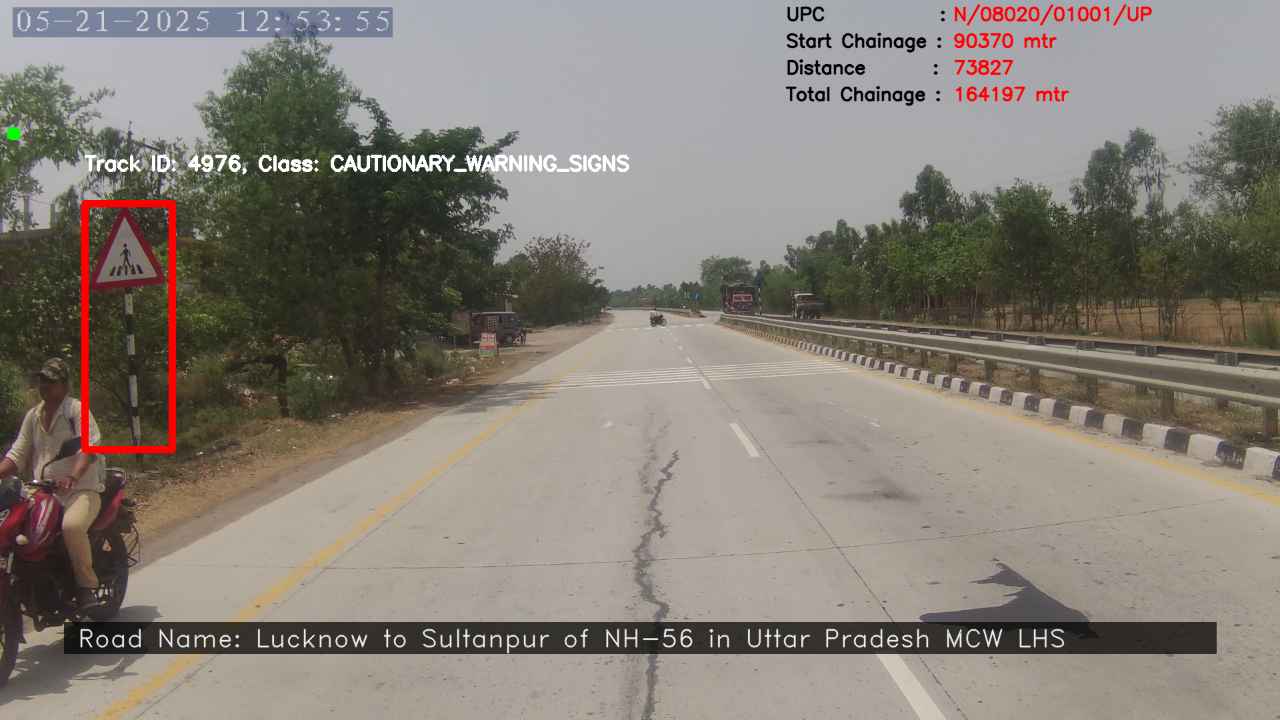 05-21-2025 12:53:55
UPC : N/08020/01001/UP
Start Chainage : 90370 mtr
Distance : 73827
Total Chainage : 164197 mtr
Track ID: 4976, Class: CAUTIONARY_WARNING_SIGNS
Road Name: Lucknow to Sultanpur of NH-56 in Uttar Pradesh MCW LHS